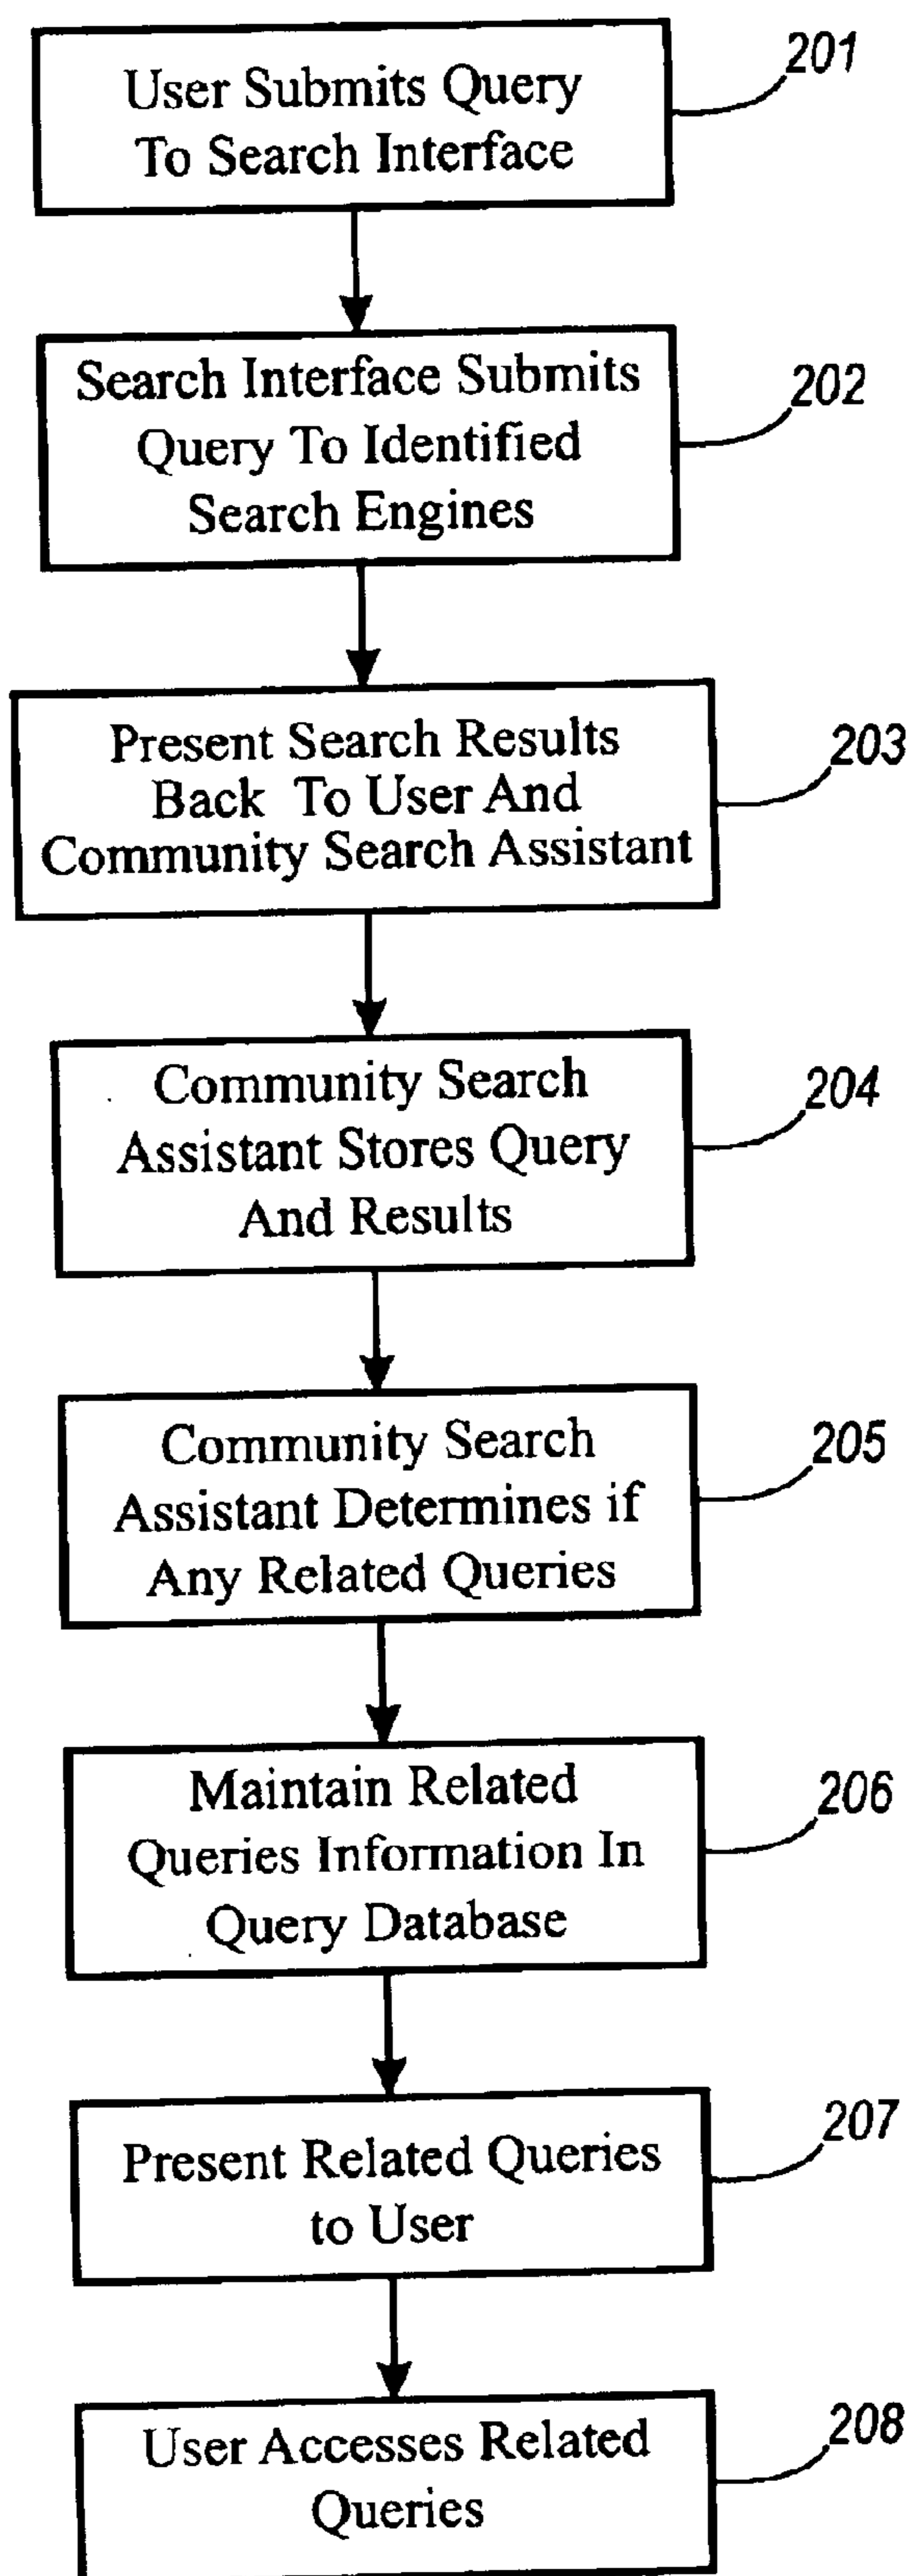 User Submits Query
To Search Interface
201
Search Interface Submits
Query To Identified
Search Engines
202
Present Search Results
Back To User And
Community Search Assistant
203
Community Search
Assistant Stores Query
And Results
204
Community Search
Assistant Determines if
Any Related Queries
205
Maintain Related
Queries Information In
Query Database
206
Present Related Queries
to User
207
User Accesses Related
Queries
208